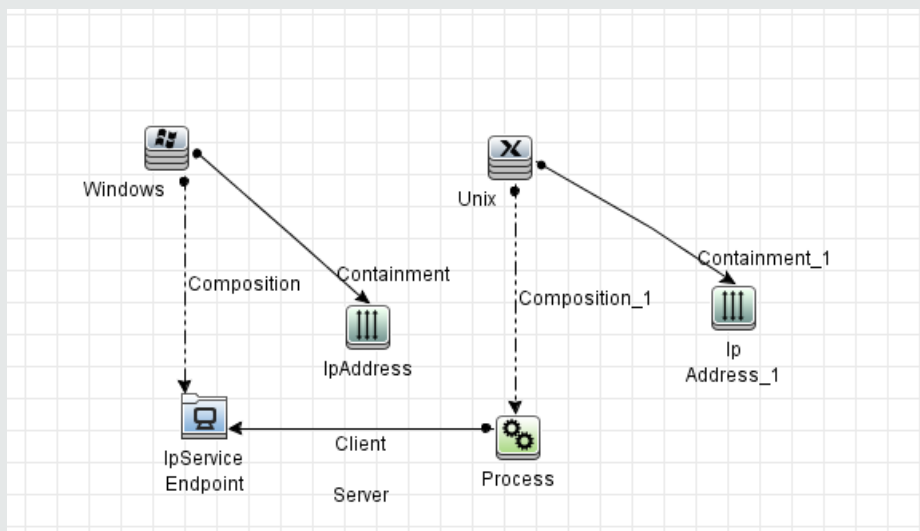 Windows
Unix
Containment_1
Containment
Composition
Composition_1
Ip
Address_1
IpAddress
Client
IpService
Endpoint
Process
Server